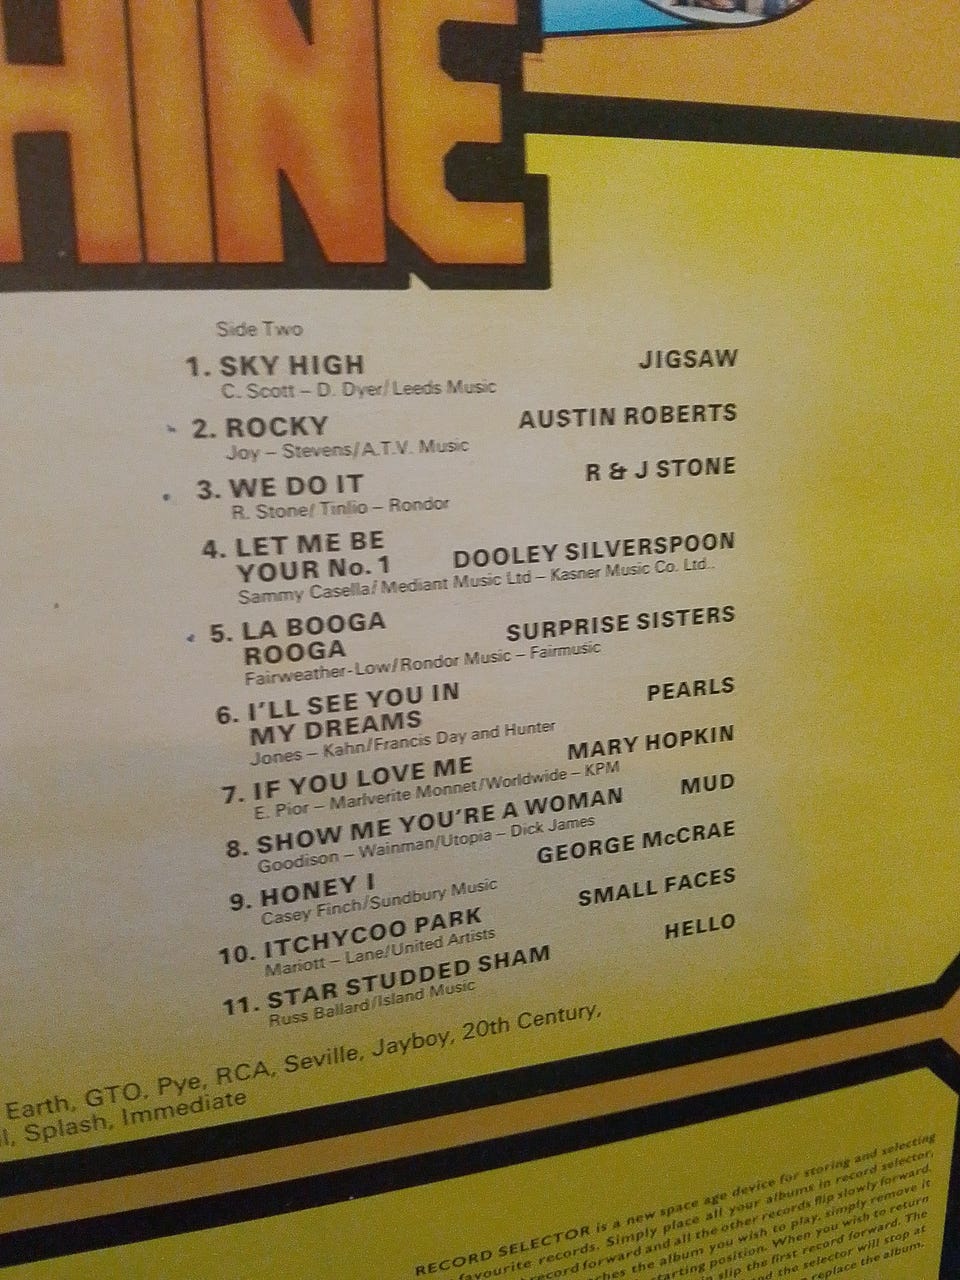 HINE
Side Two
1. SKY HIGH JIGSAW
C. Scott – D. Dyer/Leeds Music
2. ROCKY AUSTIN ROBERTS
Joy – Stevens/A.T.V. Music
3. WE DO IT R & J STONE
R. Stone/Tinlio – Rondor
4. LET ME BE
YOUR No. 1 DOOLEY SILVERSPOON
Sammy Casella/Mediant Music Ltd – Kasner Music Co. Ltd..
5. LA BOOGA
ROOGA SURPRISE SISTERS
Fairweather-Low/Rondor Music – Fairmusic
6. I'LL SEE YOU IN
MY DREAMS PEARLS
Jones – Kahn/Francis Day and Hunter
7. IF YOU LOVE ME MARY HOPKIN
E. Pior – Marlverite Monnet/Worldwide – KPM
8. SHOW ME YOU'RE A WOMAN MUD
Goodison – Wainman/Utopia – Dick James
9. HONEY I GEORGE McCRAE
Casey Finch/Sundbury Music
10. ITCHYCOO PARK SMALL FACES
Mariott – Lane/United Artists
11. STAR STUDDED SHAM HELLO
Russ Ballard/Island Music
Earth, GTO, Pye, RCA, Seville, Jayboy, 20th Century,
Splash, Immediate
RECORD SELECTOR is a new space age device for storing and selecting
favourite records. Simply place all your albums in record selector,
record forward and all the other records flip slowly forward.
the album you wish to play, simply remove it
starting position. When you wish to return
slip the first record forward. The
and the selector will stop at
replace the album.